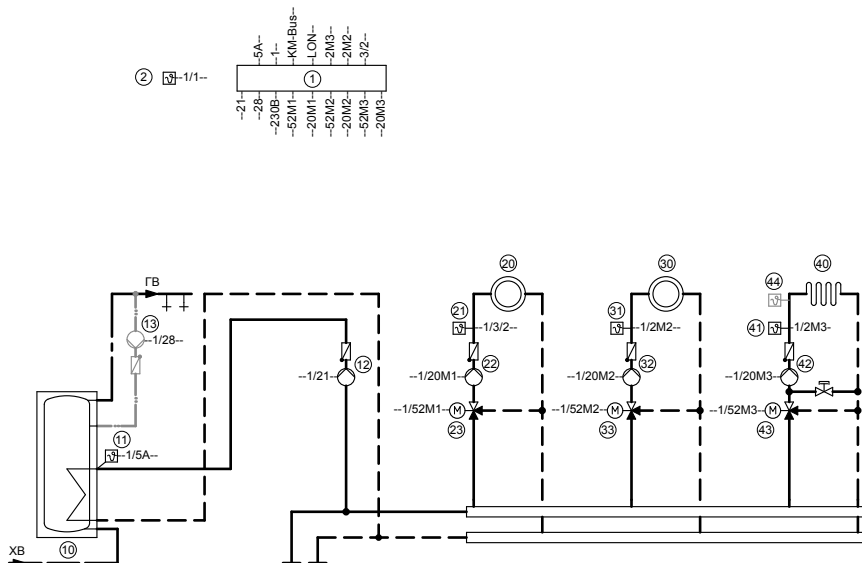 --5A--
--1--
--KM-Bus--
--LON--
--2M3--
--2M2--
--3/2--
2
--1/1--
1
--21--
--28--
--230B--
--52M1--
--20M1--
--52M2--
--20M2--
--52M3--
--20M3--
ГВ
20
30
40
44
21
--1/3/2--
31
--1/2M2--
41
--1/2M3-
13
--1/28--
--1/21--
12
--1/20M1--
22
--1/20M2--
32
--1/20M3--
42
--1/52M1--
M
--1/52M2--
M
--1/52M3--
M
23
33
43
11
--1/5A--
ХВ
10